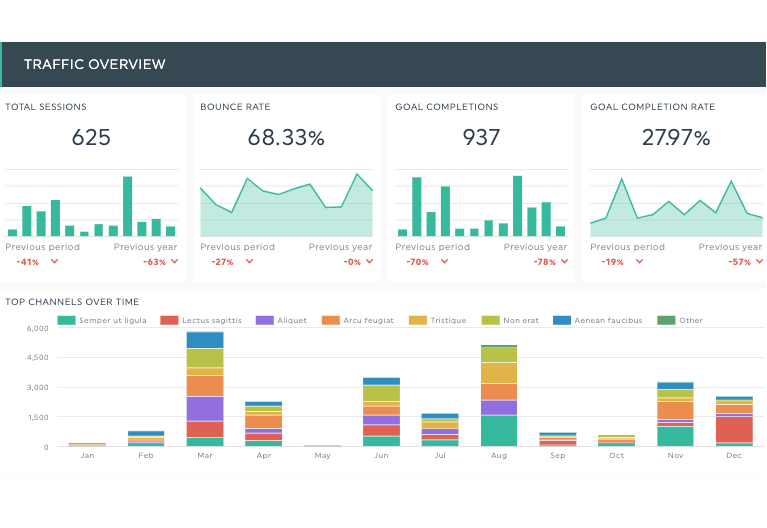 TRAFFIC OVERVIEW
TOTAL SESSIONS
625
Previous period Previous year
-41% -63%
BOUNCE RATE
68.33%
Previous period Previous year
-27% -0%
GOAL COMPLETIONS
937
Previous period Previous year
-70% -78%
GOAL COMPLETION RATE
27.97%
Previous period Previous year
-19% -57%
TOP CHANNELS OVER TIME
Semper ut ligula Lectus sagittis Aliquet Arcu feugiat Tristique Non erat Aenean faucibus Other
6,000
4,500
3,000
1,500
0
Jan Feb Mar Apr May Jun Jul Aug Sep Oct Nov Dec